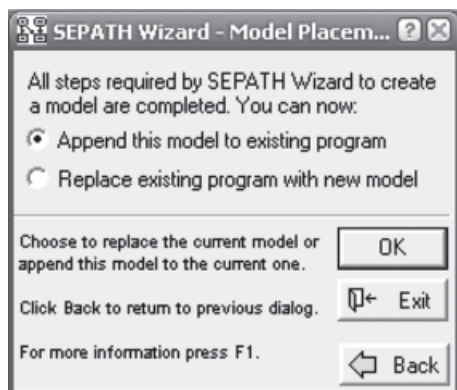 SEPATH Wizard - Model Placem...
All steps required by SEPATH Wizard to create
a model are completed. You can now:
Append this model to existing program
Replace existing program with new model
Choose to replace the current model or
append this model to the current one.
OK
Click Back to return to previous dialog.
Exit
For more information press F1.
Back